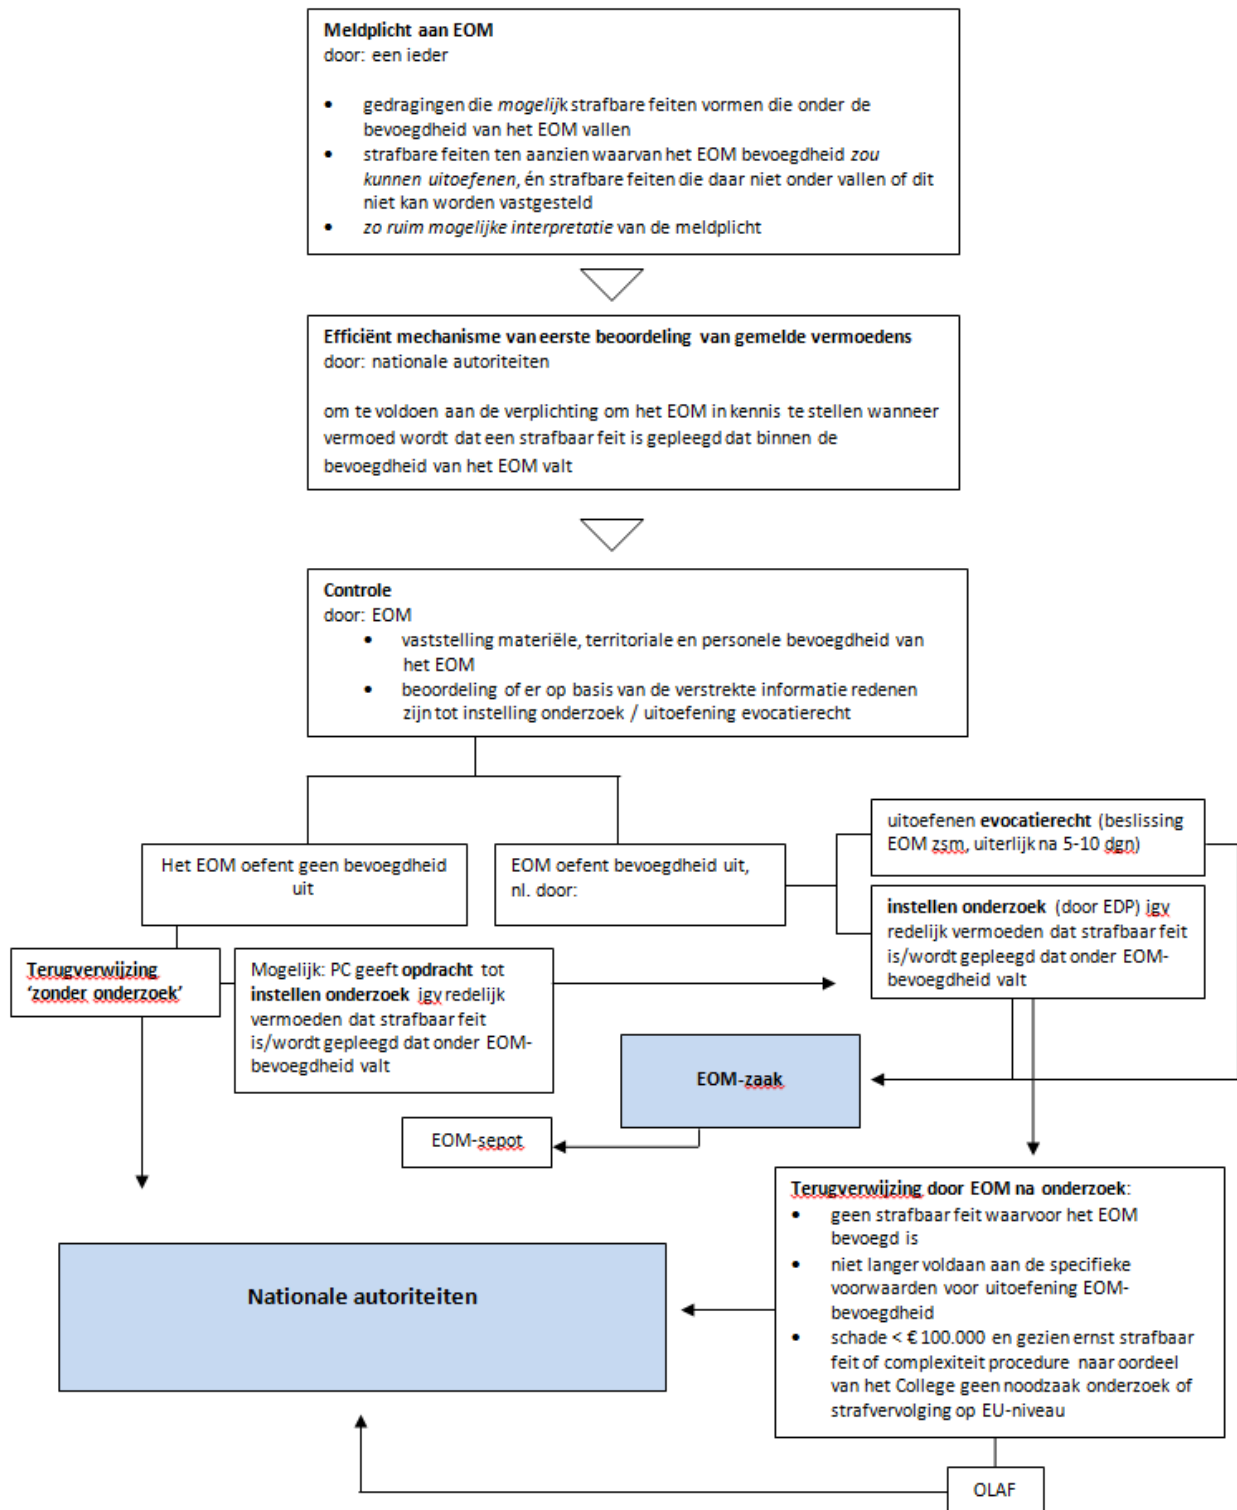 Meldplicht aan EOM
door: een ieder
• gedragingen die mogelijk strafbare feiten vormen die onder de
bevoegdheid van het EOM vallen
• strafbare feiten ten aanzien waarvan het EOM bevoegdheid zou
kunnen uitoefenen, én strafbare feiten die daar niet onder vallen of dit
niet kan worden vastgesteld
• zo ruim mogelijke interpretatie van de meldplicht
Efficiënt mechanisme van eerste beoordeling van gemelde vermoedens
door: nationale autoriteiten
om te voldoen aan de verplichting om het EOM in kennis te stellen wanneer
vermoed wordt dat een strafbaar feit is gepleegd dat binnen de
bevoegdheid van het EOM valt
Controle
door: EOM
• vaststelling materiële, territoriale en personele bevoegdheid van
het EOM
• beoordeling of er op basis van de verstrekte informatie redenen
zijn tot instelling onderzoek / uitoefening evocatierecht
Het EOM oefent geen bevoegdheid
uit
EOM oefent bevoegdheid uit,
nl. door:
uitoefenen evocatierecht (beslissing
EOM zsm, uiterlijk na 5-10 dgn)
instellen onderzoek (door EDP) igv
redelijk vermoeden dat strafbaar feit
is/wordt gepleegd dat onder EOM-
bevoegdheid valt
Terugverwijzing
‘zonder onderzoek’
Mogelijk: PC geeft opdracht tot
instellen onderzoek igv redelijk
vermoeden dat strafbaar feit
is/wordt gepleegd dat onder EOM-
bevoegdheid valt
EOM-zaak
EOM-sepot
Terugverwijzing door EOM na onderzoek:
• geen strafbaar feit waarvoor het EOM
bevoegd is
• niet langer voldaan aan de specifieke
voorwaarden voor uitoefening EOM-
bevoegdheid
• schade < € 100.000 en gezien ernst strafbaar
feit of complexiteit procedure naar oordeel
van het College geen noodzaak onderzoek of
strafvervolging op EU-niveau
Nationale autoriteiten
OLAF